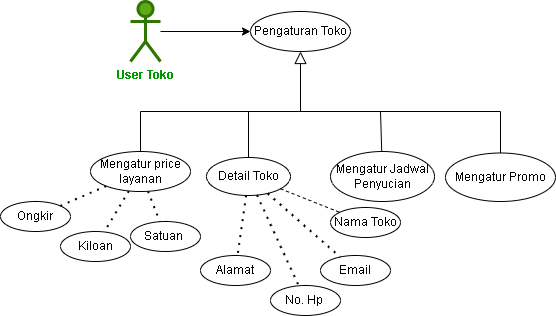 Pengaturan Toko
User Toko
Mengatur price
layanan
Detail Toko
Mengatur Jadwal
Penyucian
Mengatur Promo
Ongkir
Kiloan
Satuan
Nama Toko
Alamat
Email
No. Hp